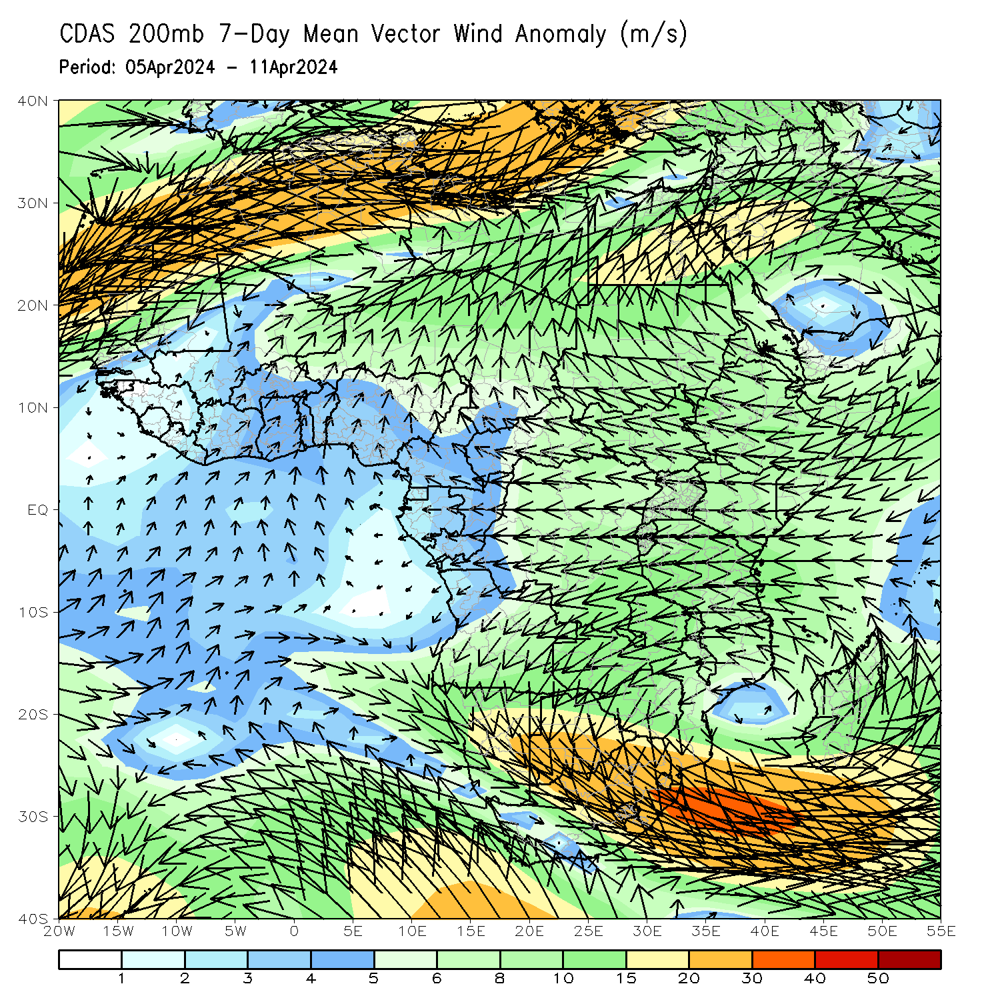 CDAS 200mb 7-Day Mean Vector Wind Anomaly (m/s)
Period: 05Apr2024 - 11Apr2024
40N
30N
20N
10N
EQ
10S
20S
30S
40S
20W 15W 10W 5W 0 5E 10E 15E 20E 25E 30E 35E 40E 45E 50E 55E
1 2 3 4 5 6 8 10 15 20 30 40 50